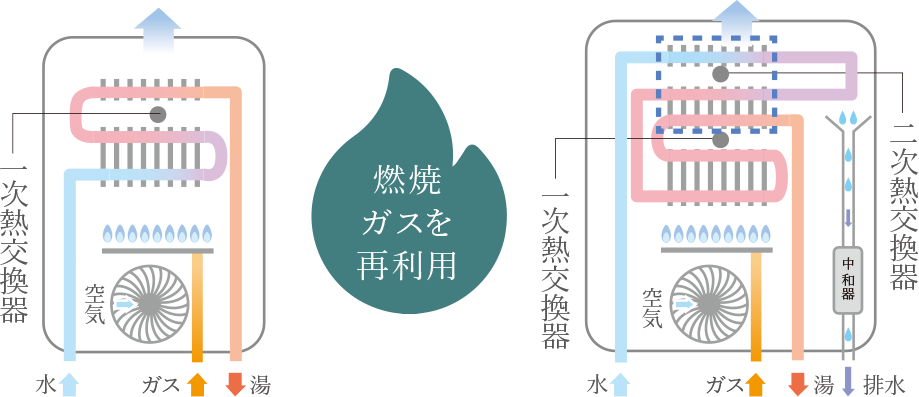 一次熱交換器
空気
水
ガス
湯
燃焼
ガスを
再利用
一次熱交換器
二次熱交換器
中和器
空気
水
ガス
湯
排水